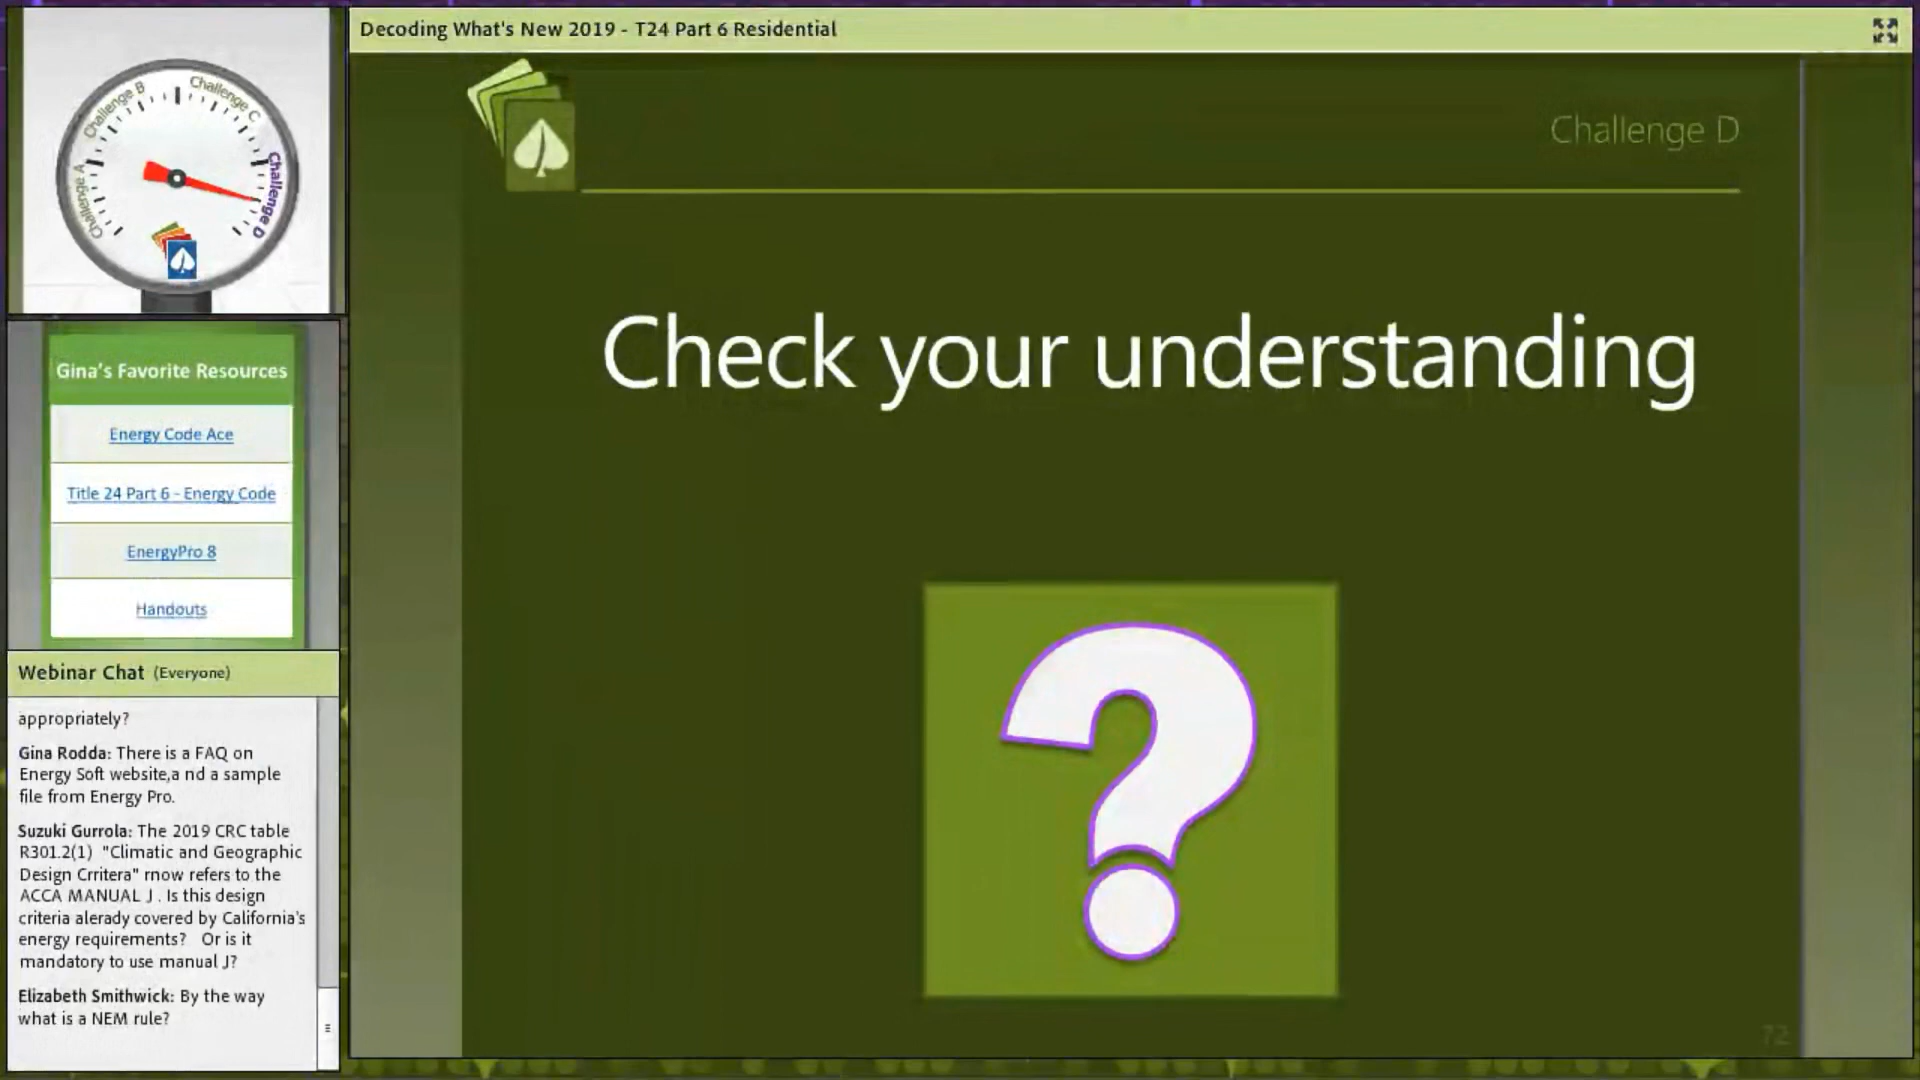 Decoding What's New 2019 - T24 Part 6 Residential
Challenge A
Challenge B
Challenge C
Challenge D
Challenge D
Check your understanding
?
72
Gina's Favorite Resources
Energy Code Ace
Title 24 Part 6 - Energy Code
EnergyPro 8
Handouts
Webinar Chat (Everyone)
appropriately?
Gina Rodda: There is a FAQ on
Energy Soft website,a nd a sample
file from Energy Pro.
Suzuki Gurrola: The 2019 CRC table
R301.2(1) "Climatic and Geographic
Design Crritera" rnow refers to the
ACCA MANUAL J . Is this design
criteria alerady covered by California's
energy requirements? Or is it
mandatory to use manual J?
Elizabeth Smithwick: By the way
what is a NEM rule?